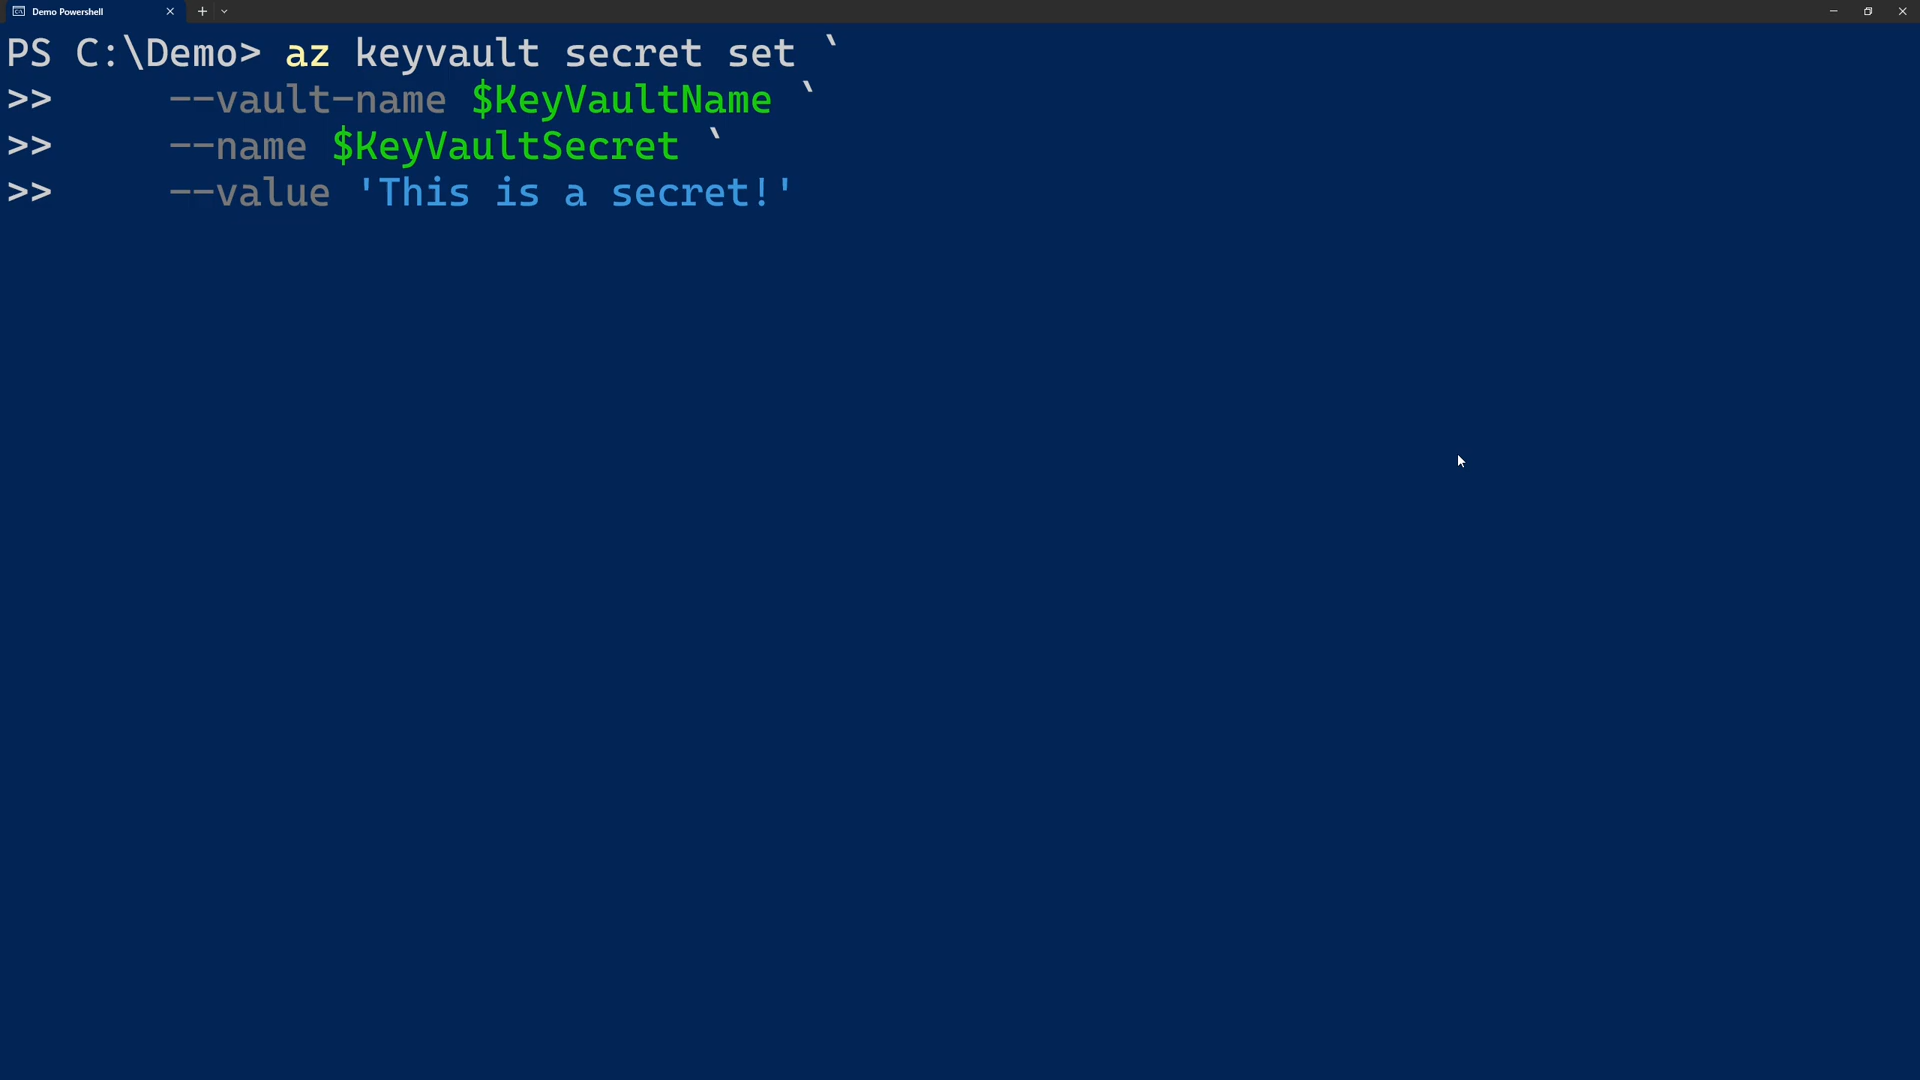 Demo Powershell
PS C:\Demo> az keyvault secret set `
>>     --vault-name $KeyVaultName `
>>     --name $KeyVaultSecret `
>>     --value 'This is a secret!'